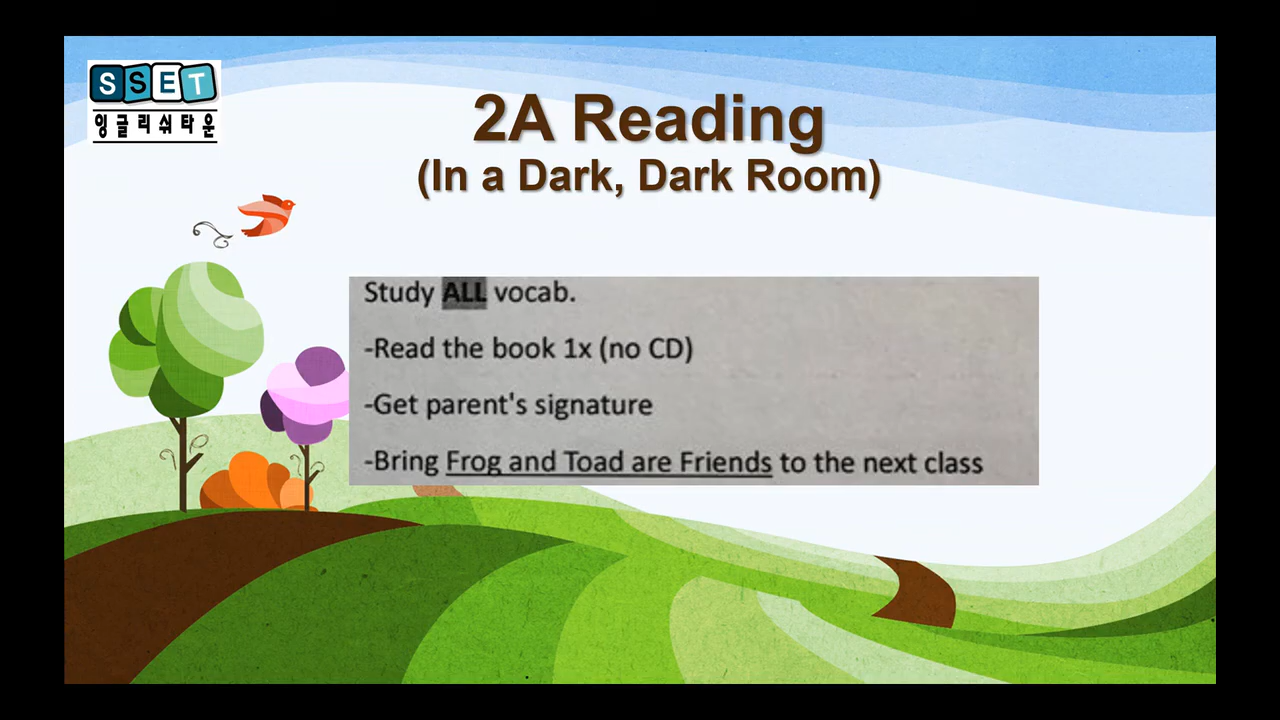 SSET
잉글리쉬타운
2A Reading
(In a Dark, Dark Room)
Study ALL vocab.
-Read the book 1x (no CD)
-Get parent's signature
-Bring Frog and Toad are Friends to the next class